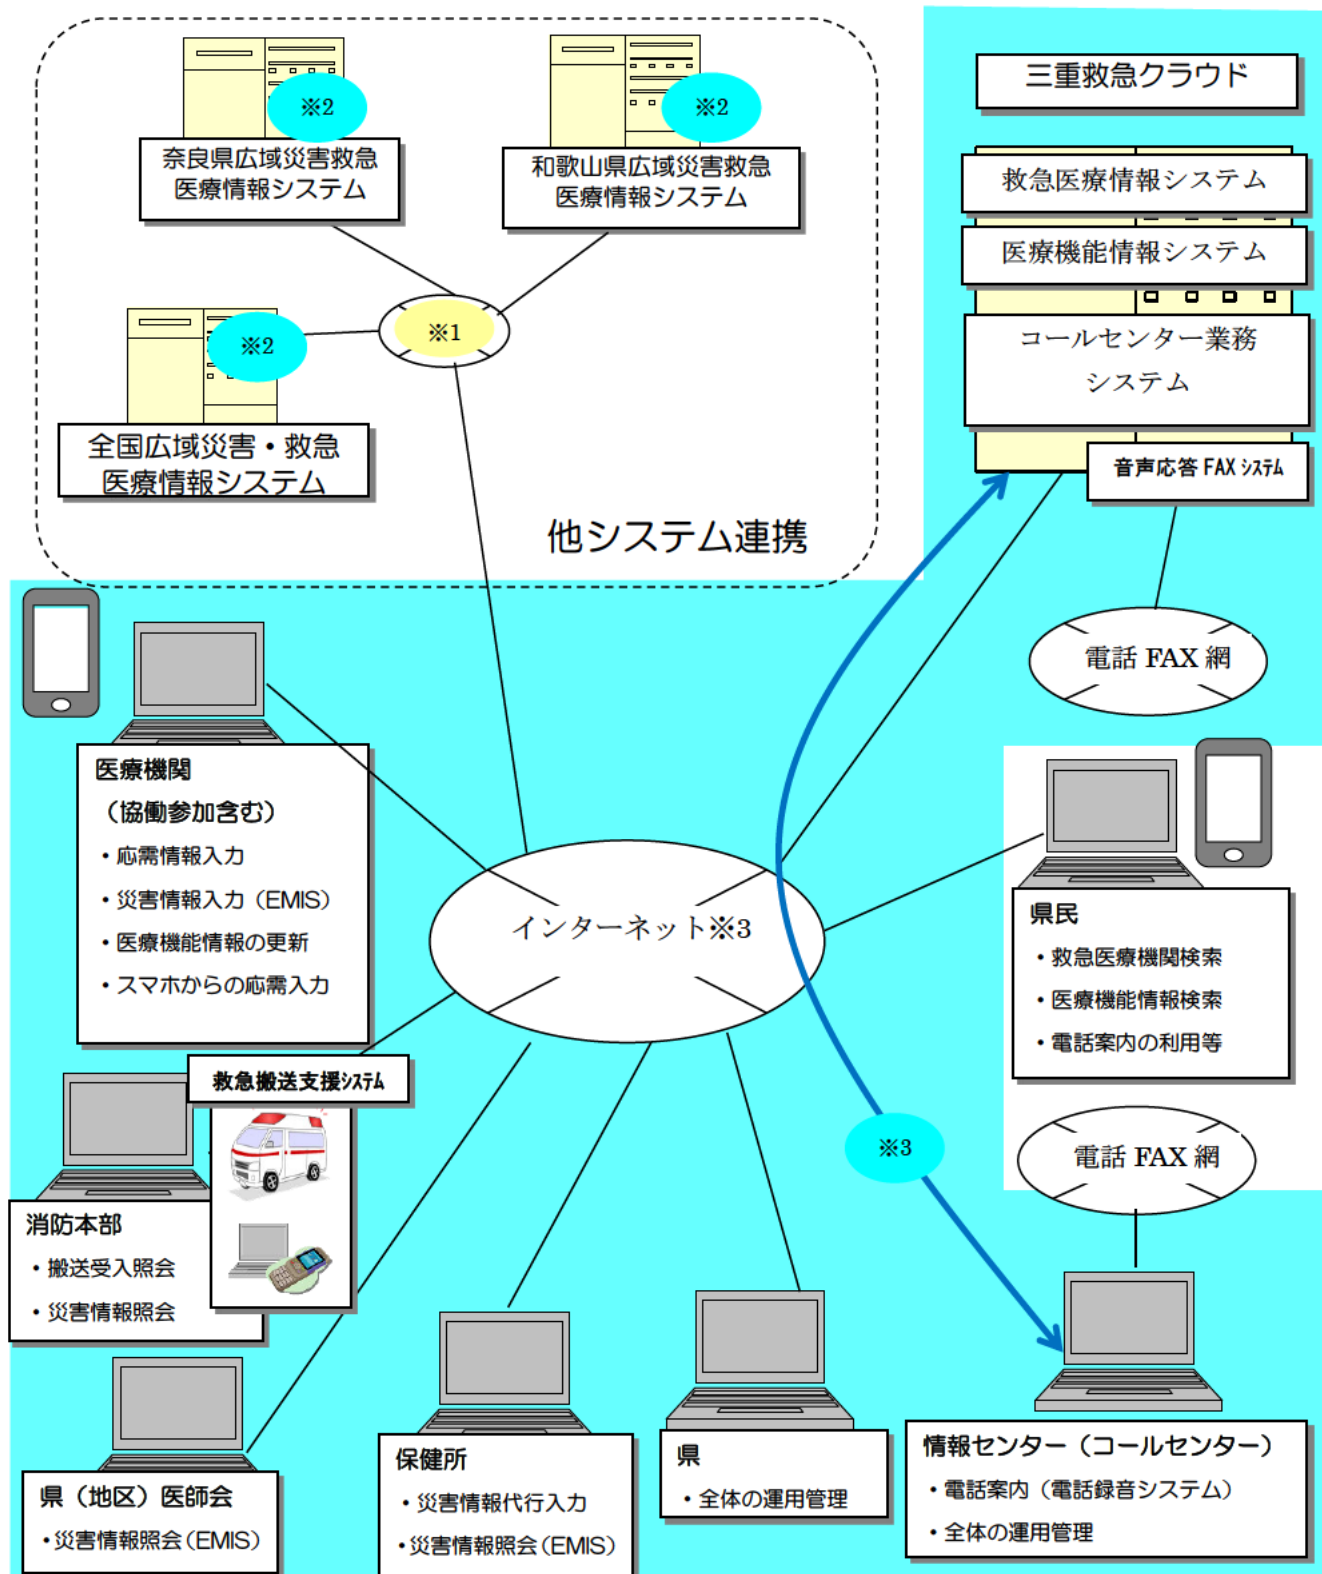 ※2
奈良県広域災害救急
医療情報システム
※2
和歌山県広域災害救急
医療情報システム
※1
※2
全国広域災害・救急
医療情報システム
他システム連携
三重救急クラウド
救急医療情報システム
医療機能情報システム
コールセンター業務
システム
音声応答 FAX システム
電話 FAX 網
医療機関
（協働参加含む）
・応需情報入力
・災害情報入力（EMIS）
・医療機能情報の更新
・スマホからの応需入力
インターネット※3
県民
・救急医療機関検索
・医療機能情報検索
・電話案内の利用等
救急搬送支援システム
※3
電話 FAX 網
消防本部
・搬送受入照会
・災害情報照会
県（地区）医師会
・災害情報照会（EMIS）
保健所
・災害情報代行入力
・災害情報照会（EMIS）
県
・全体の運用管理
情報センター（コールセンター）
・電話案内（電話録音システム）
・全体の運用管理